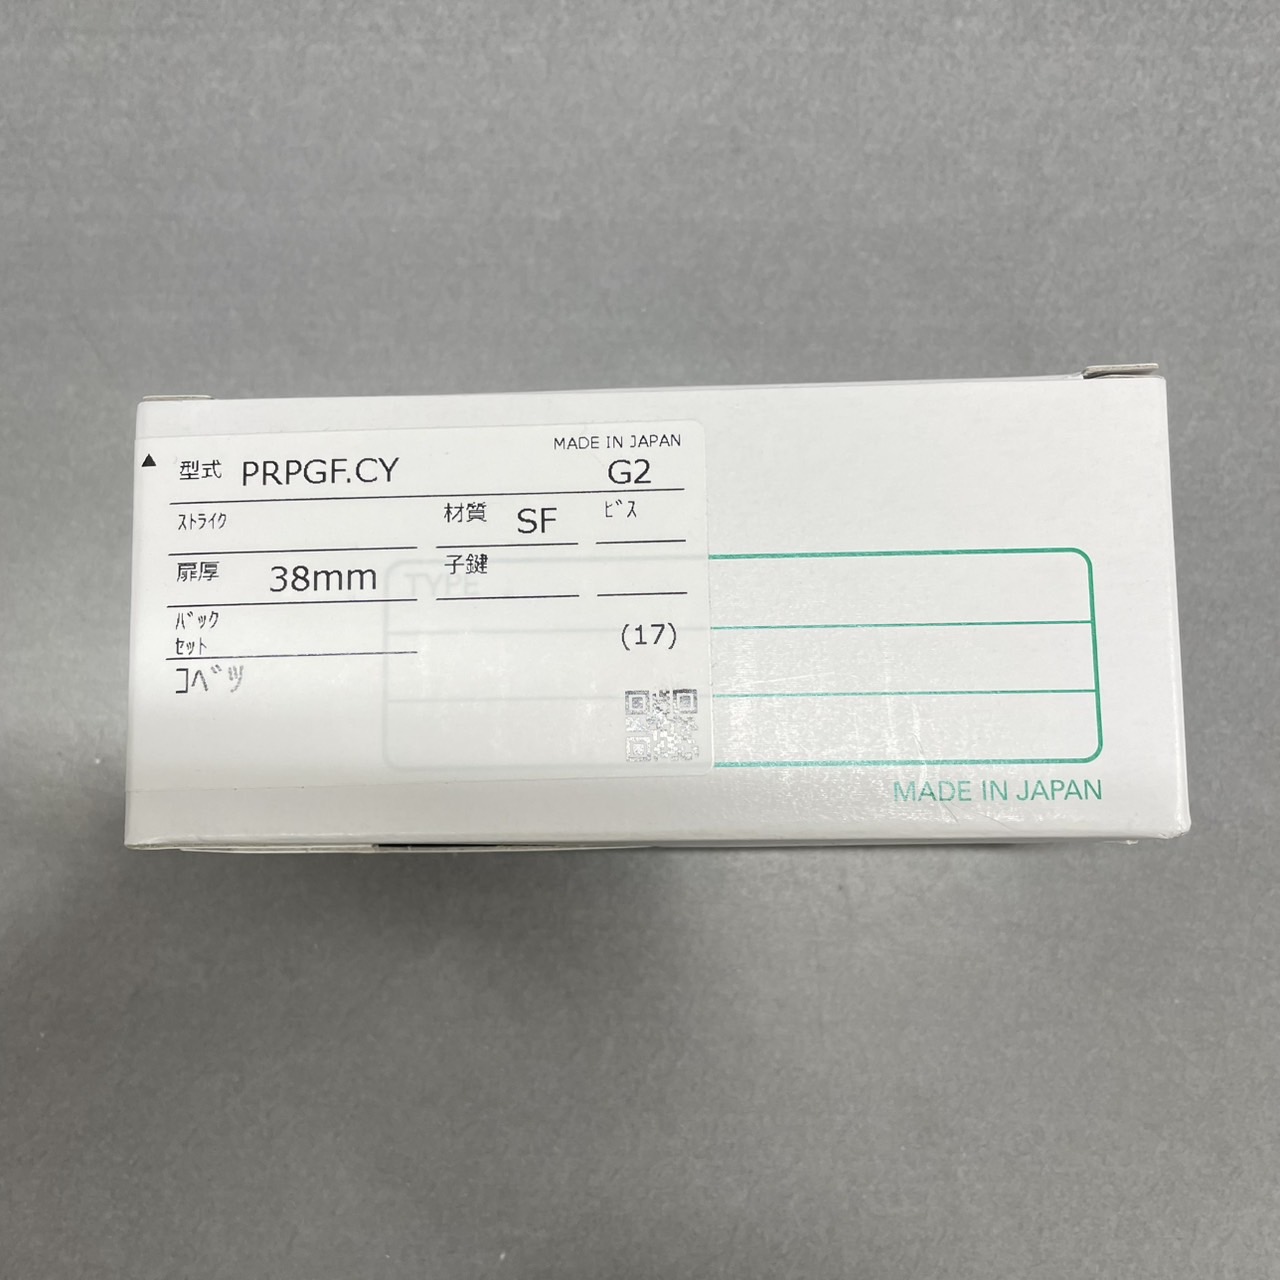 MADE IN JAPAN
▲ 型式 PRPGF.CY G2
ｽﾄﾗｲｸ 材質 SF ﾋﾞｽ
扉厚 38mm 子鍵
ﾊﾞｯｸ
ｾｯﾄ
(17)
ｺﾍﾞﾂ
TYPE
MADE IN JAPAN